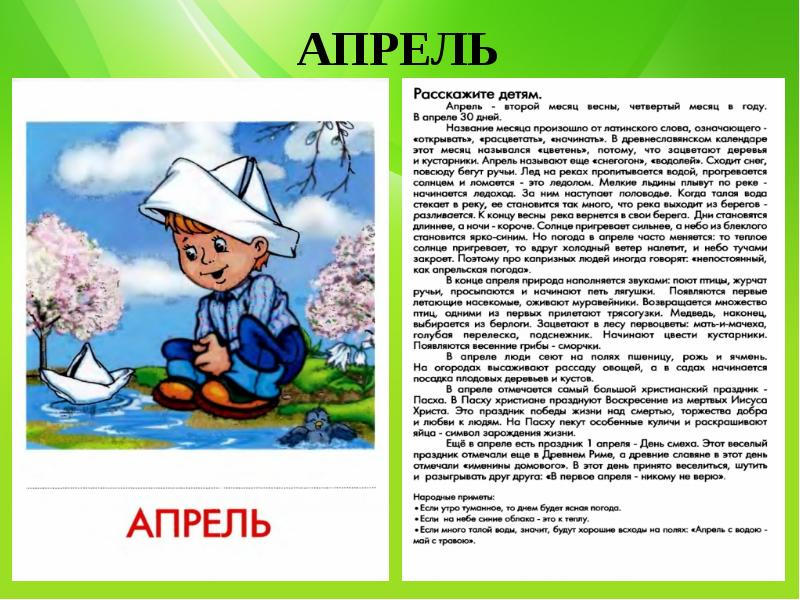 АПРЕЛЬ
АПРЕЛЬ
Расскажите детям.
Апрель - второй месяц весны, четвертый месяц в году.
В апреле 30 дней.
Название месяца произошло от латинского слова, означающего -
«открывать», «расцветать», «начинать». В древнеславянском календаре
этот месяц назывался «цветень», потому, что зацветают деревья
и кустарники. Апрель называют еще «снегогон», «водолей». Сходит снег,
повсюду бегут ручьи. Лед на реках пропитывается водой, прогревается
солнцем и ломается - это ледолом. Мелкие льдины плывут по реке -
начинается ледоход. За ним наступает половодье. Когда талая вода
стекает в реку, ее становится так много, что река выходит из берегов -
разливается. К концу весны река вернется в свои берега. Дни становятся
длиннее, а ночи - короче. Солнце пригревает сильнее, а небо из блеклого
становится ярко-синим. Но погода в апреле часто меняется: то теплое
солнце пригревает, то вдруг холодный ветер налетит, и небо тучами
закроет. Поэтому про капризных людей иногда говорят: «непостоянный,
как апрельская погода».
В конце апреля природа наполняется звуками: поют птицы, журчат
ручьи, просыпаются и начинают петь лягушки. Появляются первые
летающие насекомые, оживают муравейники. Возвращается множество
птиц, одними из первых прилетают трясогузки. Медведь, наконец,
выбирается из берлоги. Зацветают в лесу первоцветы: мать-и-мачеха,
голубая перелеска, подснежник. Начинают цвести кустарники.
Появляются весенние грибы - сморчки.
В апреле люди сеют на полях пшеницу, рожь и ячмень.
На огородах высаживают рассаду овощей, а в садах начинается
посадка плодовых деревьев и кустов.
В апреле отмечается самый большой христианский праздник -
Пасха. В Пасху христиане празднуют Воскресение из мертвых Иисуса
Христа. Это праздник победы жизни над смертью, торжества добра
и любви к людям. На Пасху пекут особенные куличи и раскрашивают
яйца - символ зарождения жизни.
Ещё в апреле есть праздник 1 апреля - День смеха. Этот веселый
праздник отмечали еще в Древнем Риме, а древние славяне в этот день
отмечали «именины домового». В этот день принято веселиться, шутить
и разыгрывать друг друга: «В первое апреля - никому не верю».
Народные приметы:
• Если утро туманное, то днем будет ясная погода.
• Если на небе синие облака - это к теплу.
• Если много талой воды, значит, будут хорошие всходы на полях: «Апрель с водою -
май с травою».